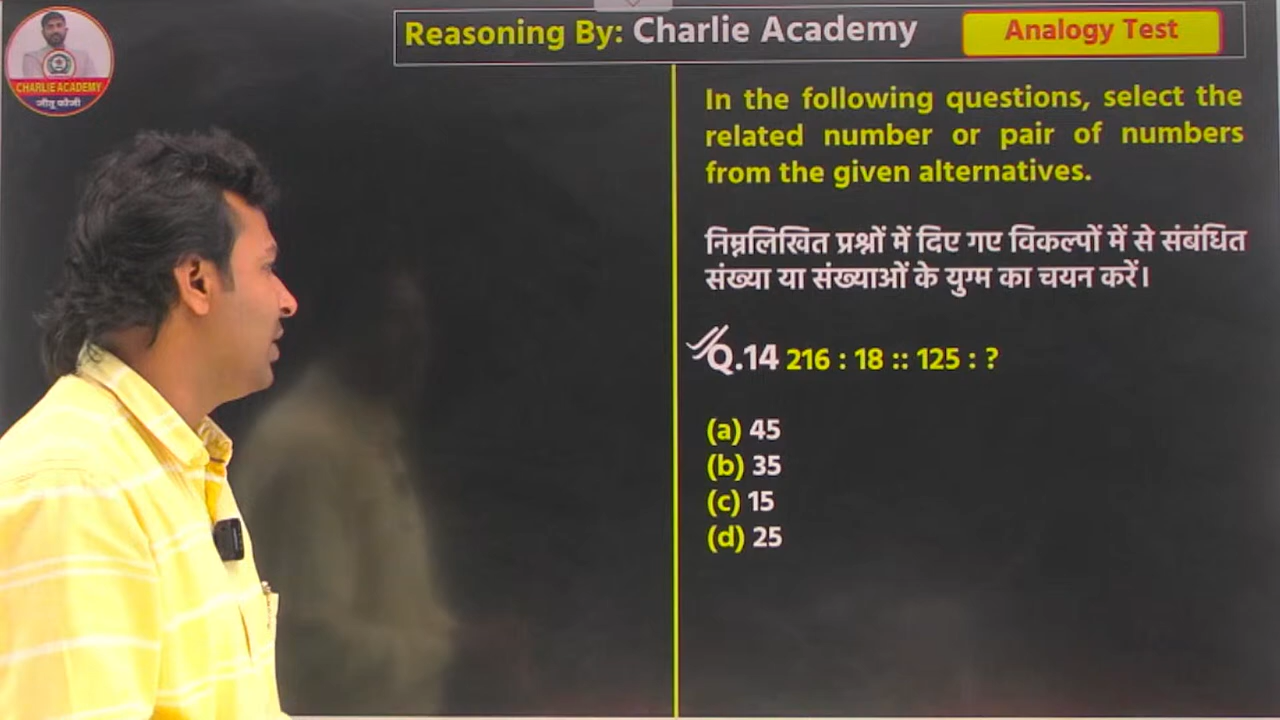 Reasoning By: Charlie Academy
Analogy Test
CHARLIE ACADEMY
जीतू फौजी
In the following questions, select the
related number or pair of numbers
from the given alternatives.
निम्नलिखित प्रश्नों में दिए गए विकल्पों में से संबंधित
संख्या या संख्याओं के युग्म का चयन करें।
Q.14 216 : 18 :: 125 : ?
(a) 45
(b) 35
(c) 15
(d) 25